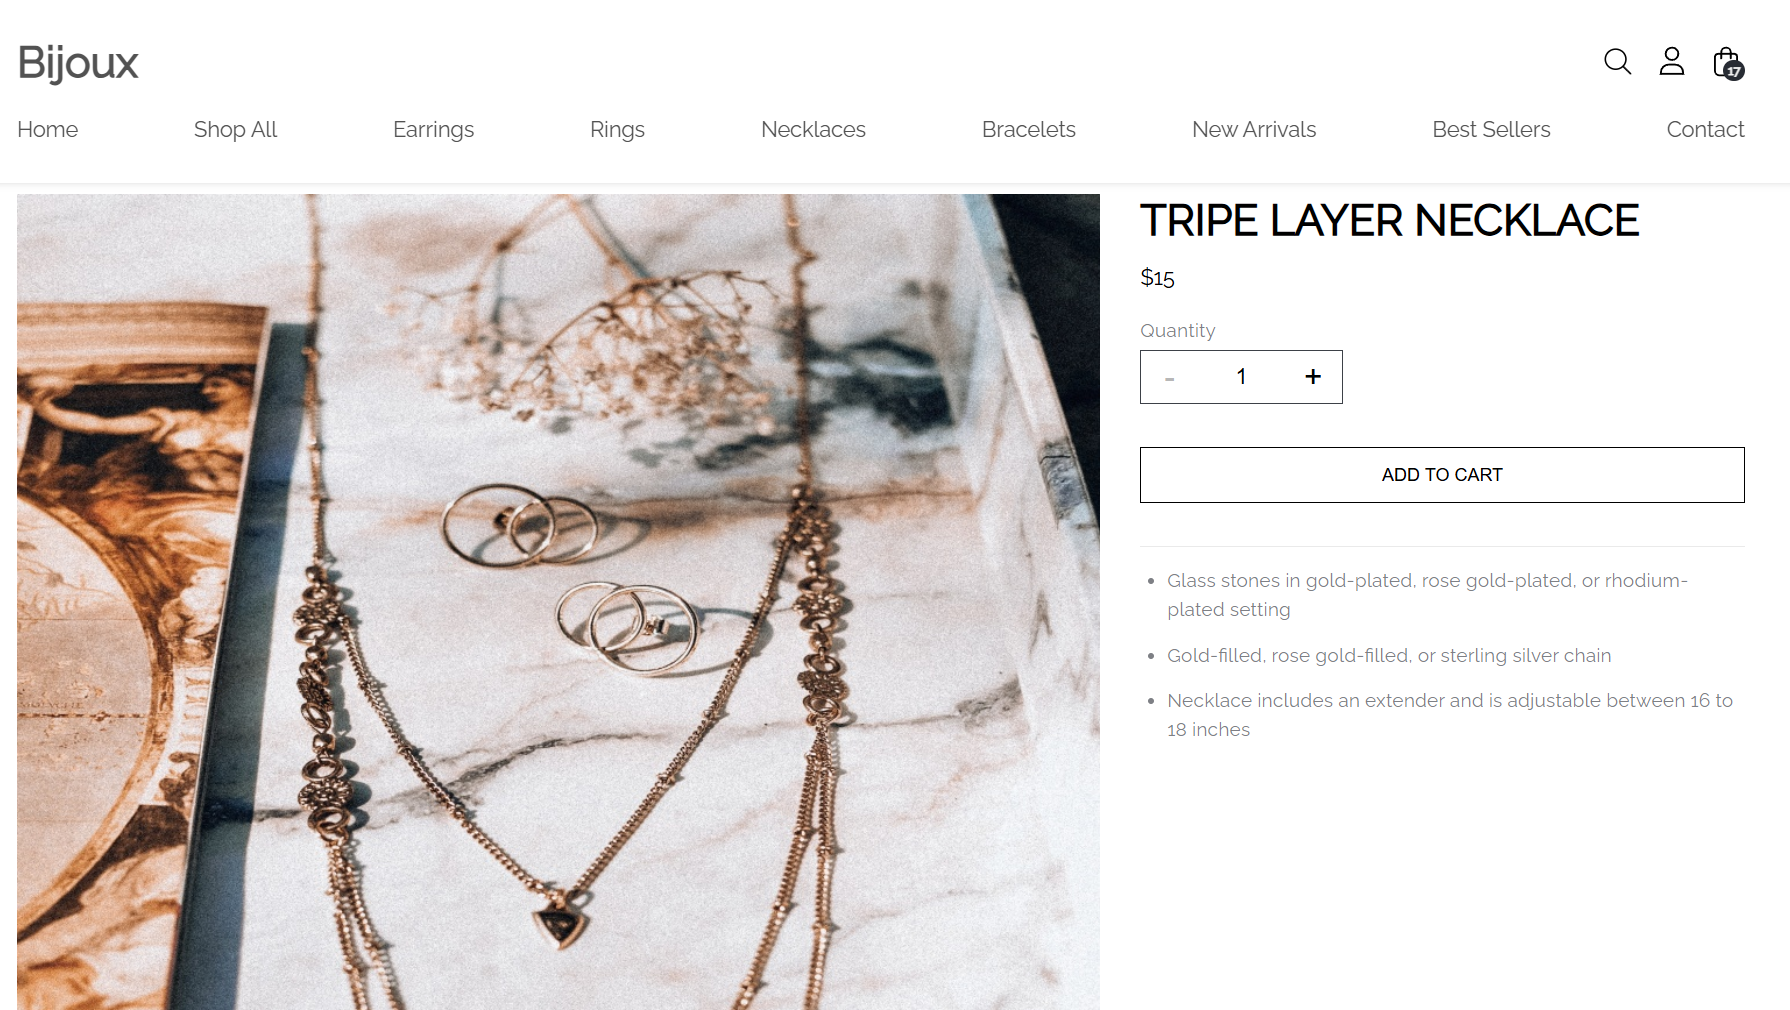 Bijoux
17
Home Shop All Earrings Rings Necklaces Bracelets New Arrivals Best Sellers Contact
TRIPE LAYER NECKLACE
$15
Quantity
- 1 +
ADD TO CART
Glass stones in gold-plated, rose gold-plated, or rhodium-
plated setting
Gold-filled, rose gold-filled, or sterling silver chain
Necklace includes an extender and is adjustable between 16 to
18 inches